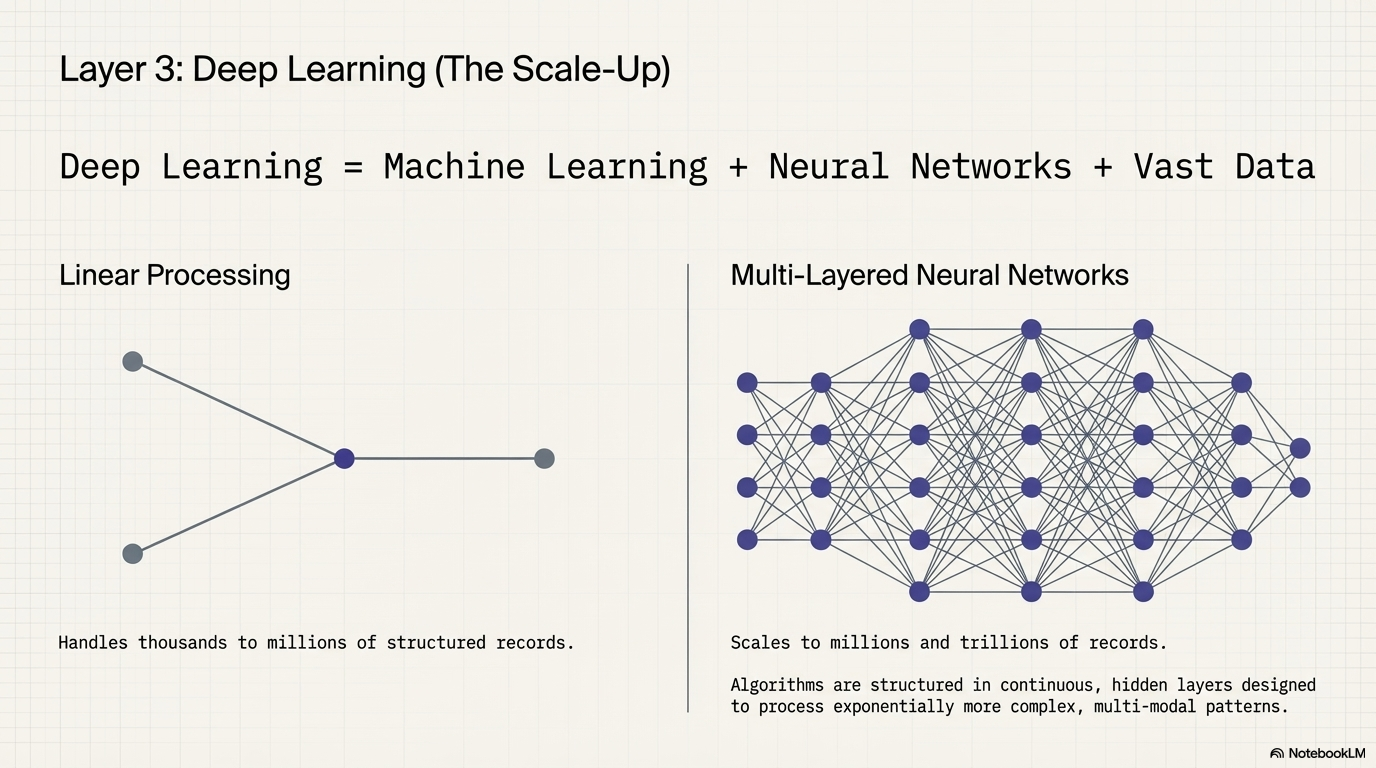 Layer 3: Deep Learning (The Scale-Up)
Deep Learning = Machine Learning + Neural Networks + Vast Data
Linear Processing
Handles thousands to millions of structured records.
Multi-Layered Neural Networks
Scales to millions and trillions of records.
Algorithms are structured in continuous, hidden layers designed
to process exponentially more complex, multi-modal patterns.
NotebookLM